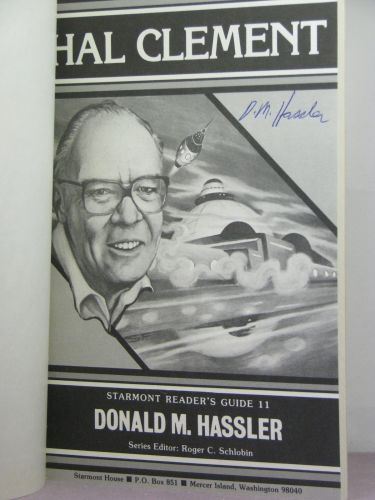 HAL CLEMENT
D. M. Hassler
STARMONT READER'S GUIDE 11
DONALD M. HASSLER
Series Editor: Roger C. Schlobin
Starmont House ■ P.O. Box 851 ■ Mercer Island, Washington 98040